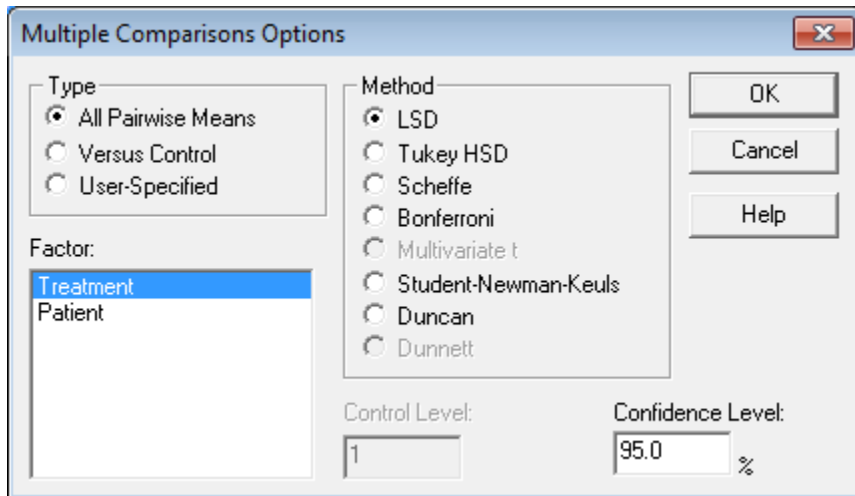 Multiple Comparisons Options
Type
All Pairwise Means
Versus Control
User-Specified
Factor:
Treatment
Patient
Method
LSD
Tukey HSD
Scheffe
Bonferroni
Multivariate t
Student-Newman-Keuls
Duncan
Dunnett
Control Level:
1
Confidence Level:
95.0 %
OK
Cancel
Help